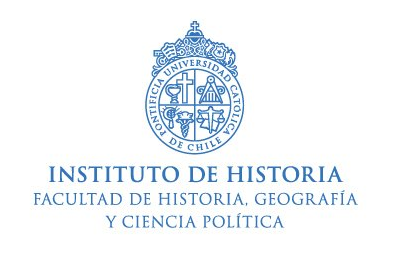 PONTIFICIA UNIVERSIDAD CATÓLICA
DE CHILE
INSTITUTO DE HISTORIA
FACULTAD DE HISTORIA, GEOGRAFÍA
Y CIENCIA POLÍTICA